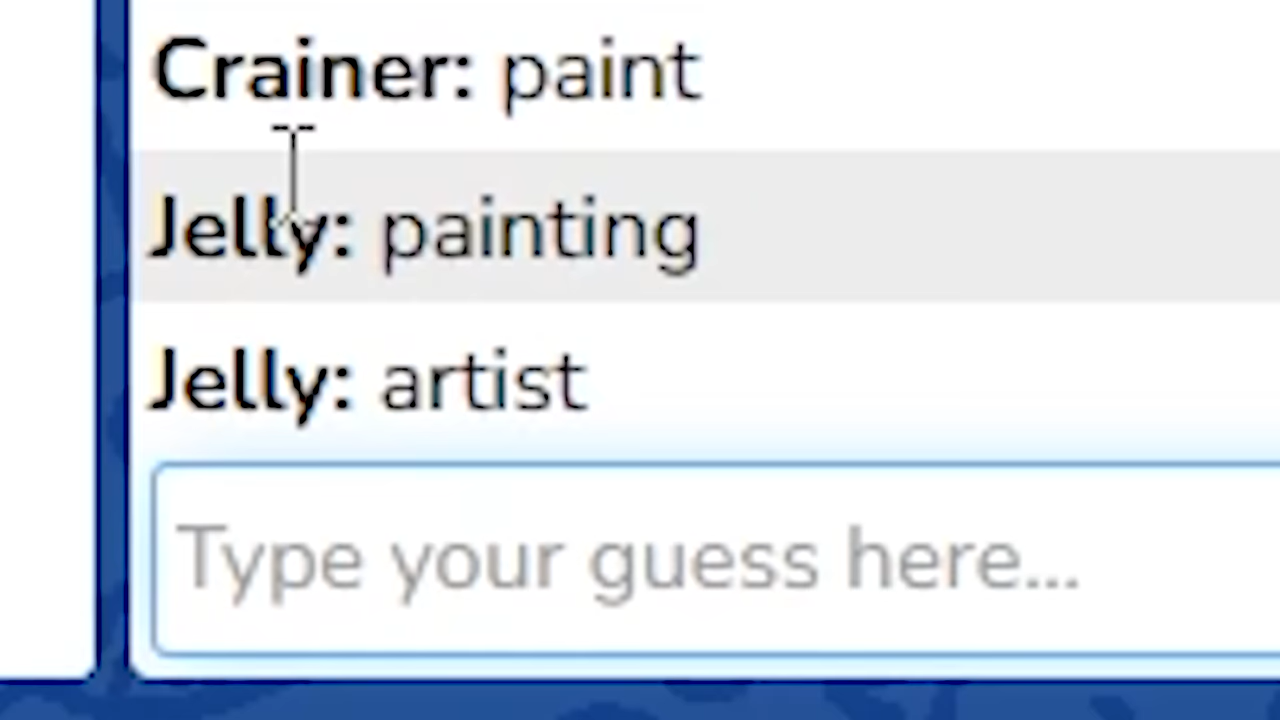 Crainer: paint
Jelly: painting
Jelly: artist
Type your guess here...